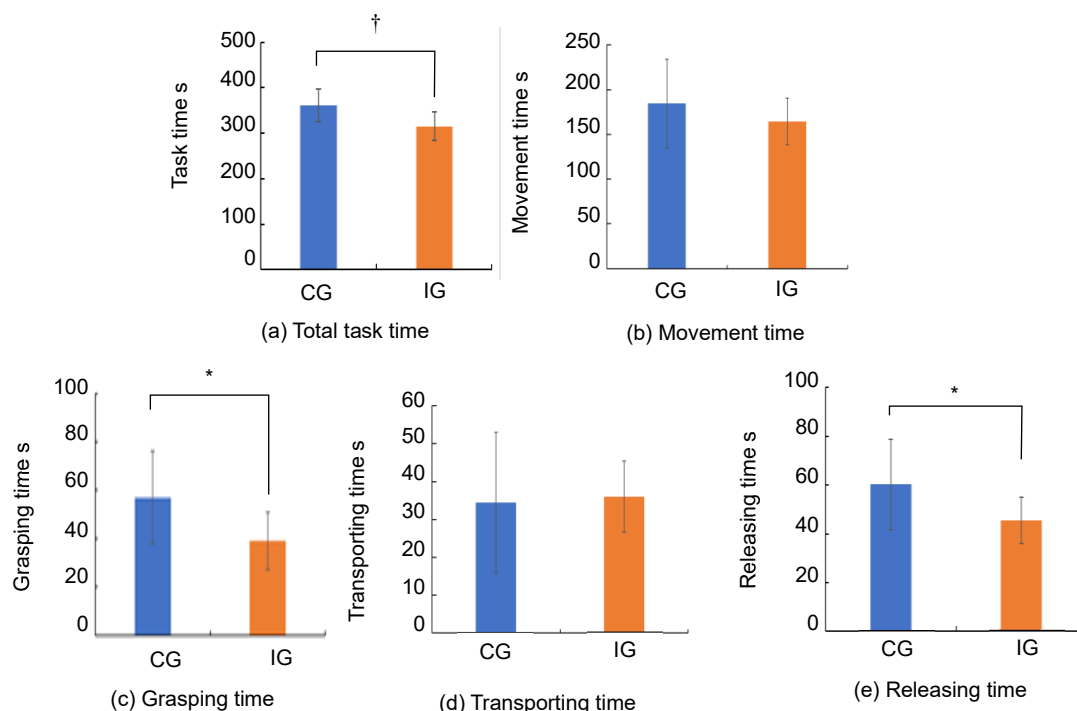 †
Task time s
500
400
300
200
100
0
CG IG
(a) Total task time
Movement time s
250
200
150
100
50
0
CG IG
(b) Movement time
*
Grasping time s
100
80
60
40
20
0
CG IG
(c) Grasping time
Transporting time s
60
50
40
30
20
10
0
CG IG
(d) Transporting time
*
Releasing time s
100
80
60
40
20
0
CG IG
(e) Releasing time